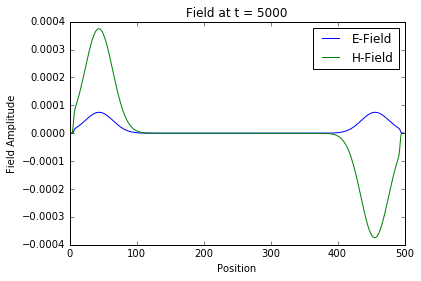 Field at t = 5000
E-Field
H-Field
Field Amplitude
0.0004
0.0003
0.0002
0.0001
0.0000
−0.0001
−0.0002
−0.0003
−0.0004
0 100 200 300 400 500
Position